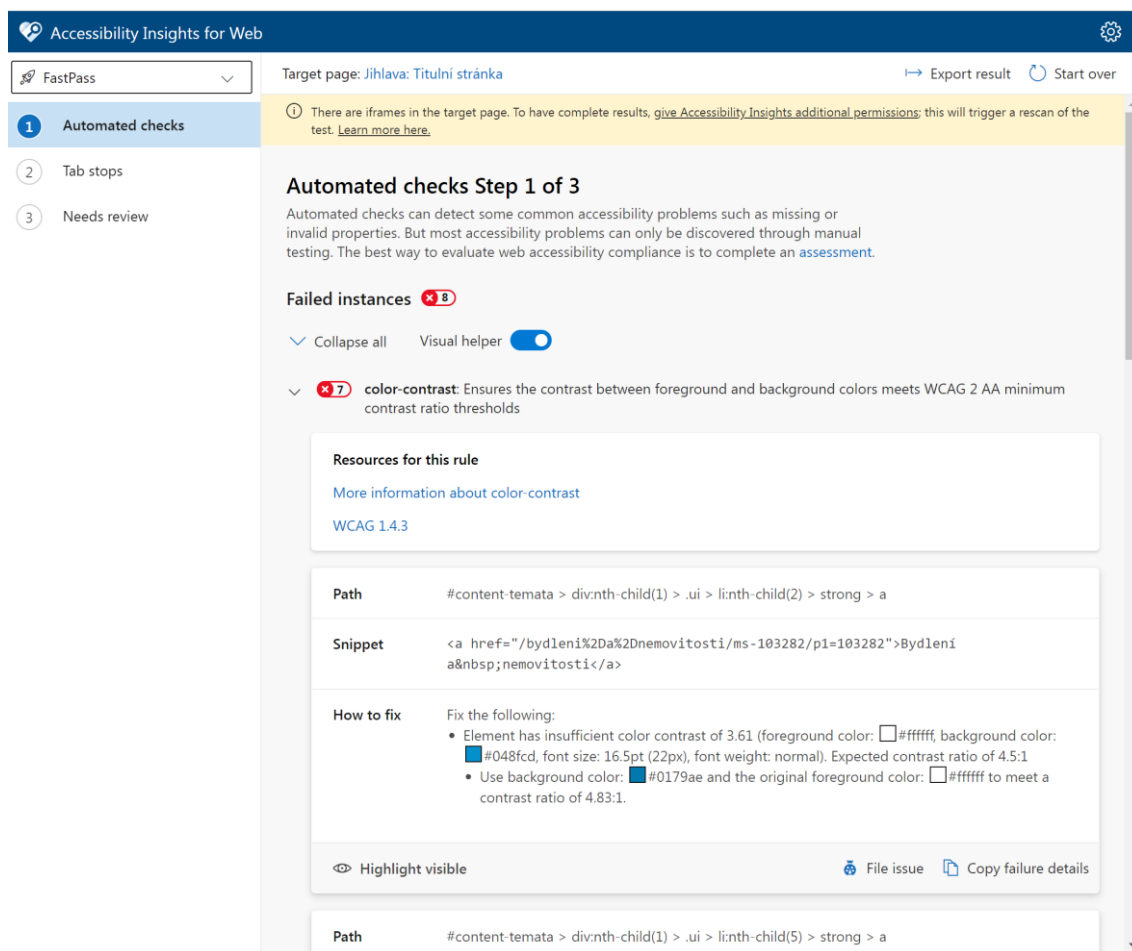 Accessibility Insights for Web
FastPass
Target page: Jihlava: Titulní stránka
Export result
Start over
1 Automated checks
2 Tab stops
3 Needs review
There are iframes in the target page. To have complete results, give Accessibility Insights additional permissions; this will trigger a rescan of the
test. Learn more here.
Automated checks Step 1 of 3
Automated checks can detect some common accessibility problems such as missing or
invalid properties. But most accessibility problems can only be discovered through manual
testing. The best way to evaluate web accessibility compliance is to complete an assessment.
Failed instances 8
Collapse all
Visual helper
7 color-contrast: Ensures the contrast between foreground and background colors meets WCAG 2 AA minimum
contrast ratio thresholds
Resources for this rule
More information about color-contrast
WCAG 1.4.3
Path #content-temata > div:nth-child(1) > .ui > li:nth-child(2) > strong > a
Snippet <a href="/bydleni%2Da%2Dnemovitosti/ms-103282/p1=103282">Bydlení
a&nbsp;nemovitosti</a>
How to fix Fix the following:
• Element has insufficient color contrast of 3.61 (foreground color: #ffffff, background color:
#048fcd, font size: 16.5pt (22px), font weight: normal). Expected contrast ratio of 4.5:1
• Use background color: #0179ae and the original foreground color: #ffffff to meet a
contrast ratio of 4.83:1.
Highlight visible
File issue
Copy failure details
Path #content-temata > div:nth-child(1) > .ui > li:nth-child(5) > strong > a